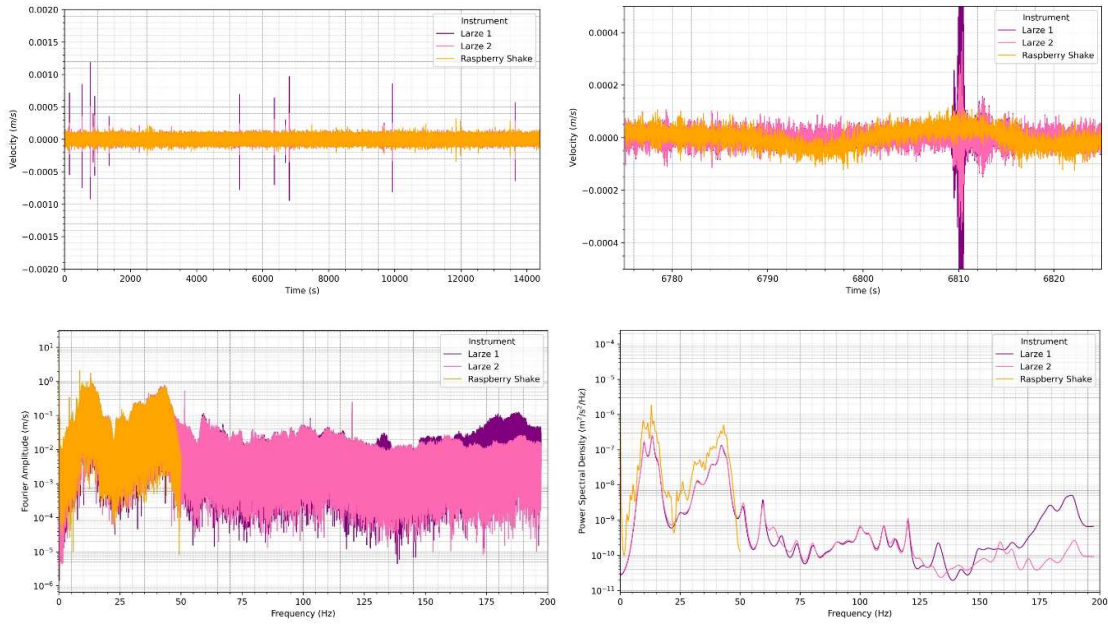 0.0020
0.0015
0.0010
0.0005
0.0000
−0.0005
−0.0010
−0.0015
−0.0020
Velocity (m/s)
0 2000 4000 6000 8000 10000 12000 14000
Time (s)
Instrument
Larze 1
Larze 2
Raspberry Shake
0.0004
0.0002
0.0000
−0.0002
−0.0004
Velocity (m/s)
6780 6790 6800 6810 6820
Time (s)
Instrument
Larze 1
Larze 2
Raspberry Shake
10¹
10⁰
10⁻¹
10⁻²
10⁻³
10⁻⁴
10⁻⁵
10⁻⁶
Fourier Amplitude (m/s)
0 25 50 75 100 125 150 175 200
Frequency (Hz)
Instrument
Larze 1
Larze 2
Raspberry Shake
10⁻⁴
10⁻⁵
10⁻⁶
10⁻⁷
10⁻⁸
10⁻⁹
10⁻¹⁰
10⁻¹¹
Power Spectral Density (m²/s²/Hz)
0 25 50 75 100 125 150 175 200
Frequency (Hz)
Instrument
Larze 1
Larze 2
Raspberry Shake